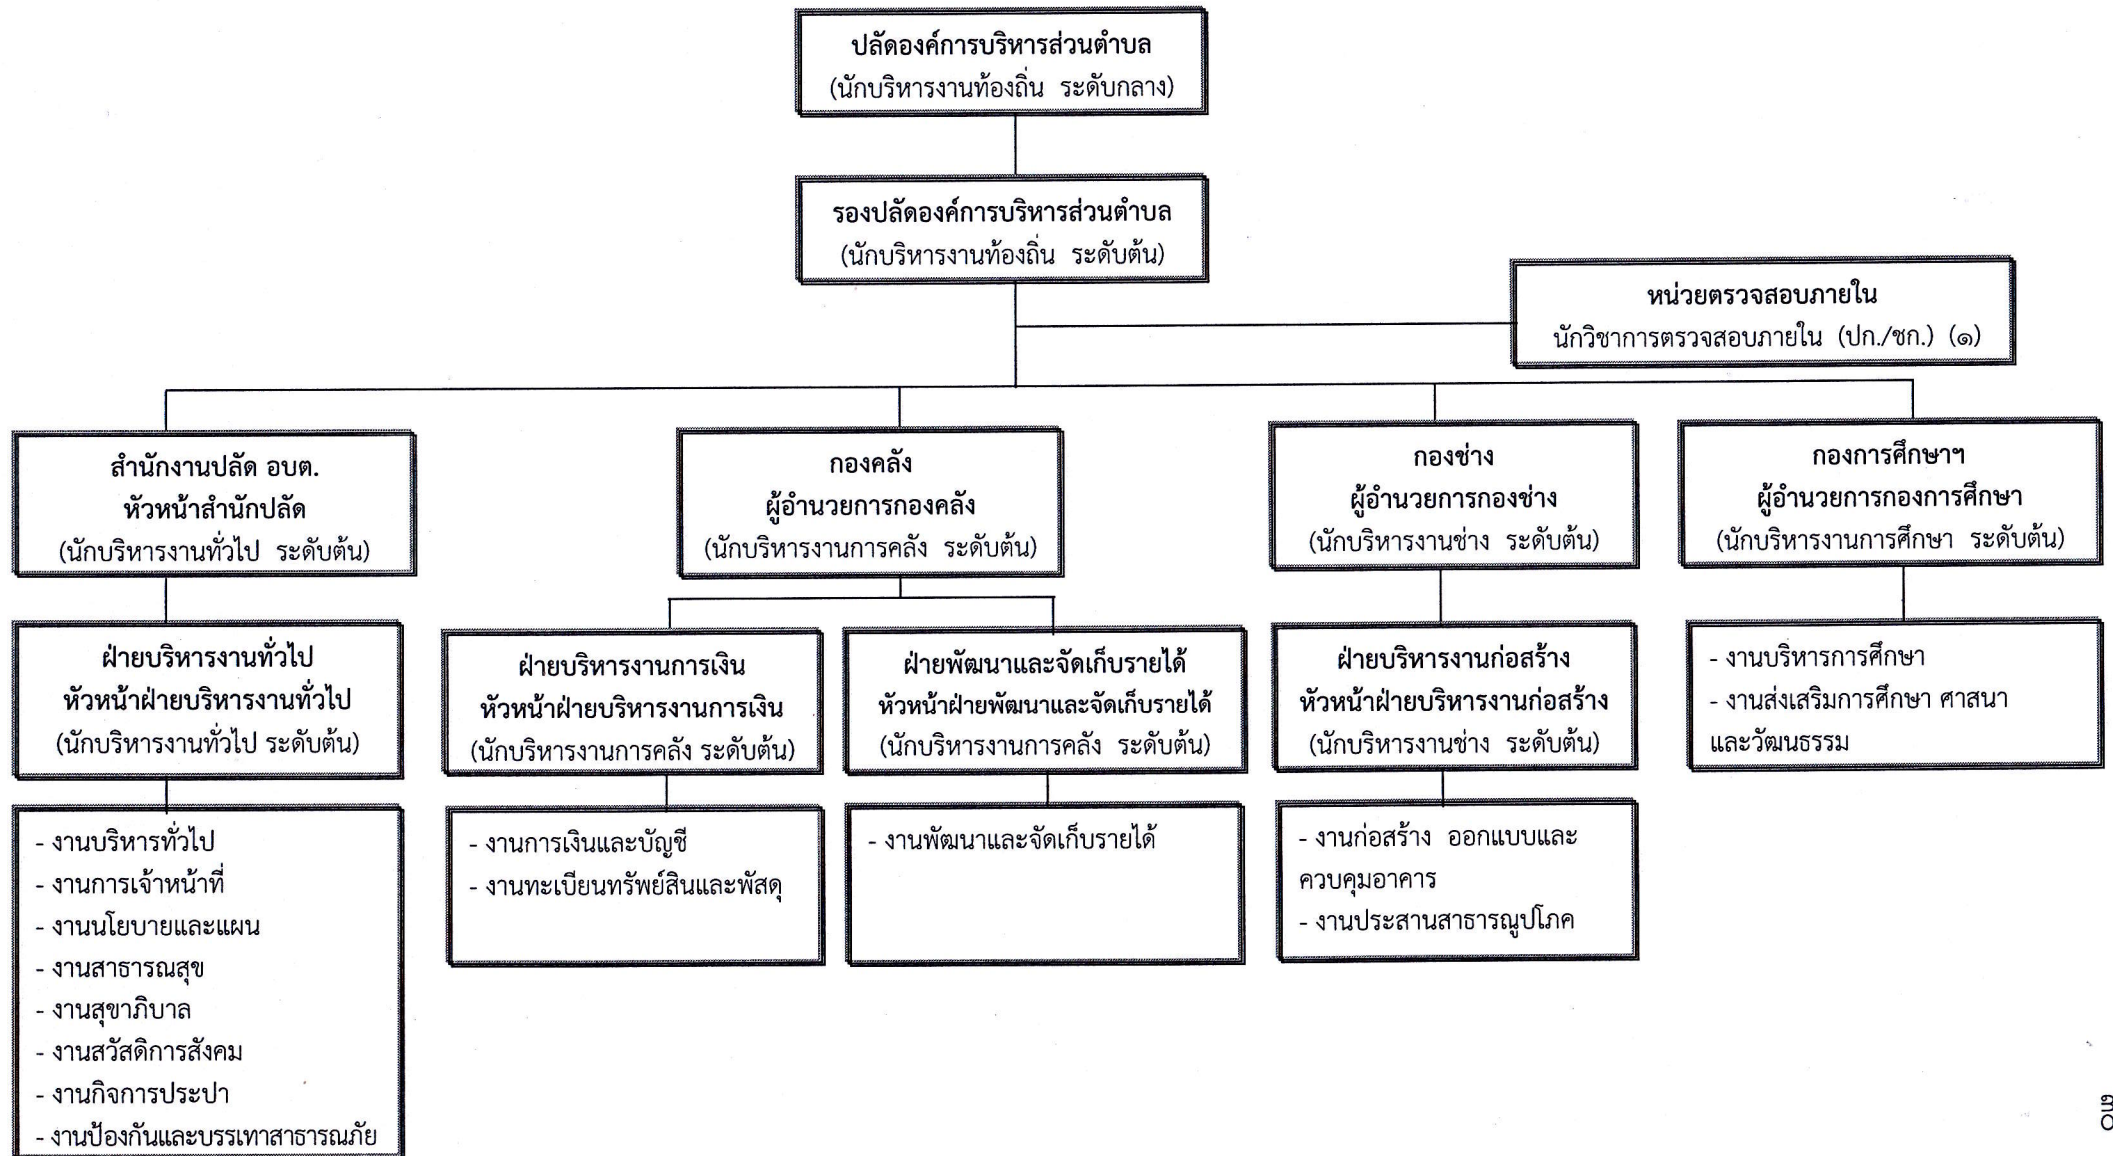 ปลัดองค์การบริหารส่วนตำบล
(นักบริหารงานท้องถิ่น ระดับกลาง)
รองปลัดองค์การบริหารส่วนตำบล
(นักบริหารงานท้องถิ่น ระดับต้น)
หน่วยตรวจสอบภายใน
นักวิชาการตรวจสอบภายใน (ปก./ชก.) (๑)
สำนักงานปลัด อบต.
หัวหน้าสำนักปลัด
(นักบริหารงานทั่วไป ระดับต้น)
กองคลัง
ผู้อำนวยการกองคลัง
(นักบริหารงานการคลัง ระดับต้น)
กองช่าง
ผู้อำนวยการกองช่าง
(นักบริหารงานช่าง ระดับต้น)
กองการศึกษาฯ
ผู้อำนวยการกองการศึกษา
(นักบริหารงานการศึกษา ระดับต้น)
ฝ่ายบริหารงานทั่วไป
หัวหน้าฝ่ายบริหารงานทั่วไป
(นักบริหารงานทั่วไป ระดับต้น)
ฝ่ายบริหารงานการเงิน
หัวหน้าฝ่ายบริหารงานการเงิน
(นักบริหารงานการคลัง ระดับต้น)
ฝ่ายพัฒนาและจัดเก็บรายได้
หัวหน้าฝ่ายพัฒนาและจัดเก็บรายได้
(นักบริหารงานการคลัง ระดับต้น)
ฝ่ายบริหารงานก่อสร้าง
หัวหน้าฝ่ายบริหารงานก่อสร้าง
(นักบริหารงานช่าง ระดับต้น)
- งานบริหารการศึกษา
- งานส่งเสริมการศึกษา ศาสนา
และวัฒนธรรม
- งานบริหารทั่วไป
- งานการเจ้าหน้าที่
- งานนโยบายและแผน
- งานสาธารณสุข
- งานสุขาภิบาล
- งานสวัสดิการสังคม
- งานกิจการประปา
- งานป้องกันและบรรเทาสาธารณภัย
- งานการเงินและบัญชี
- งานทะเบียนทรัพย์สินและพัสดุ
- งานพัฒนาและจัดเก็บรายได้
- งานก่อสร้าง ออกแบบและ
ควบคุมอาคาร
- งานประสานสาธารณูปโภค
๓๐